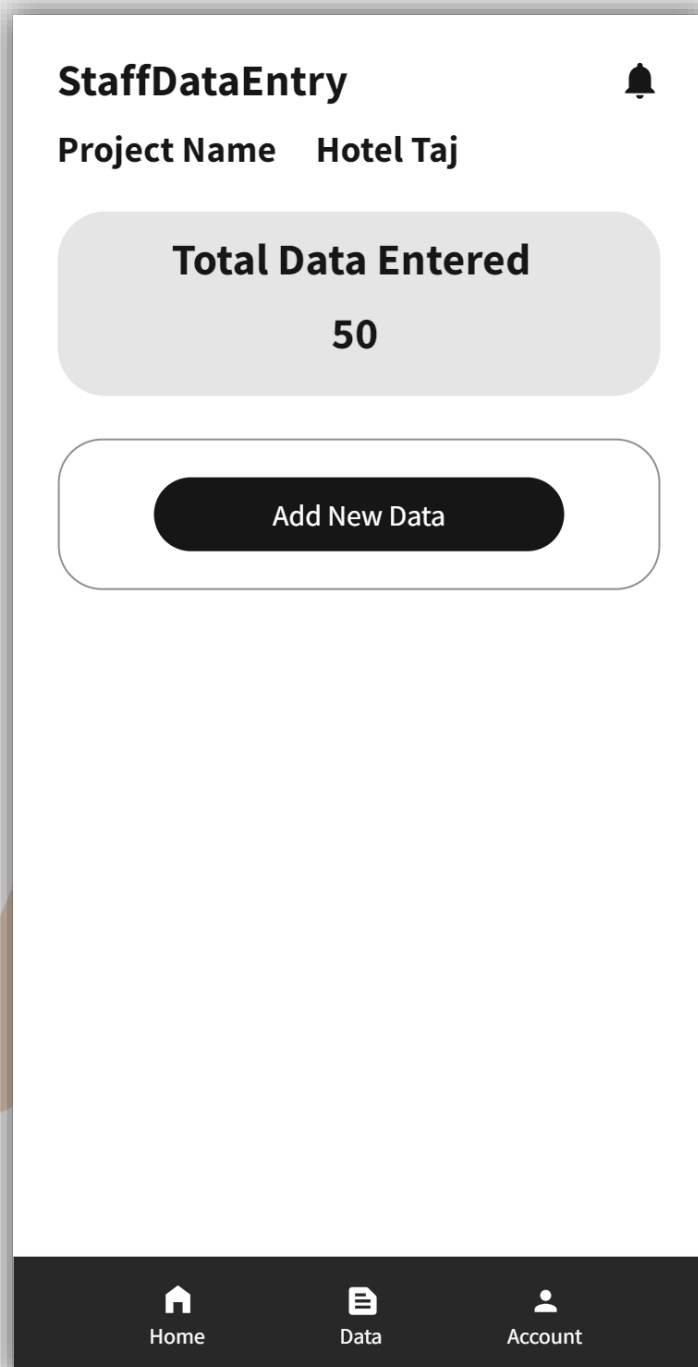 StaffDataEntry
Project Name Hotel Taj
Total Data Entered
50
Add New Data
Home Data Account